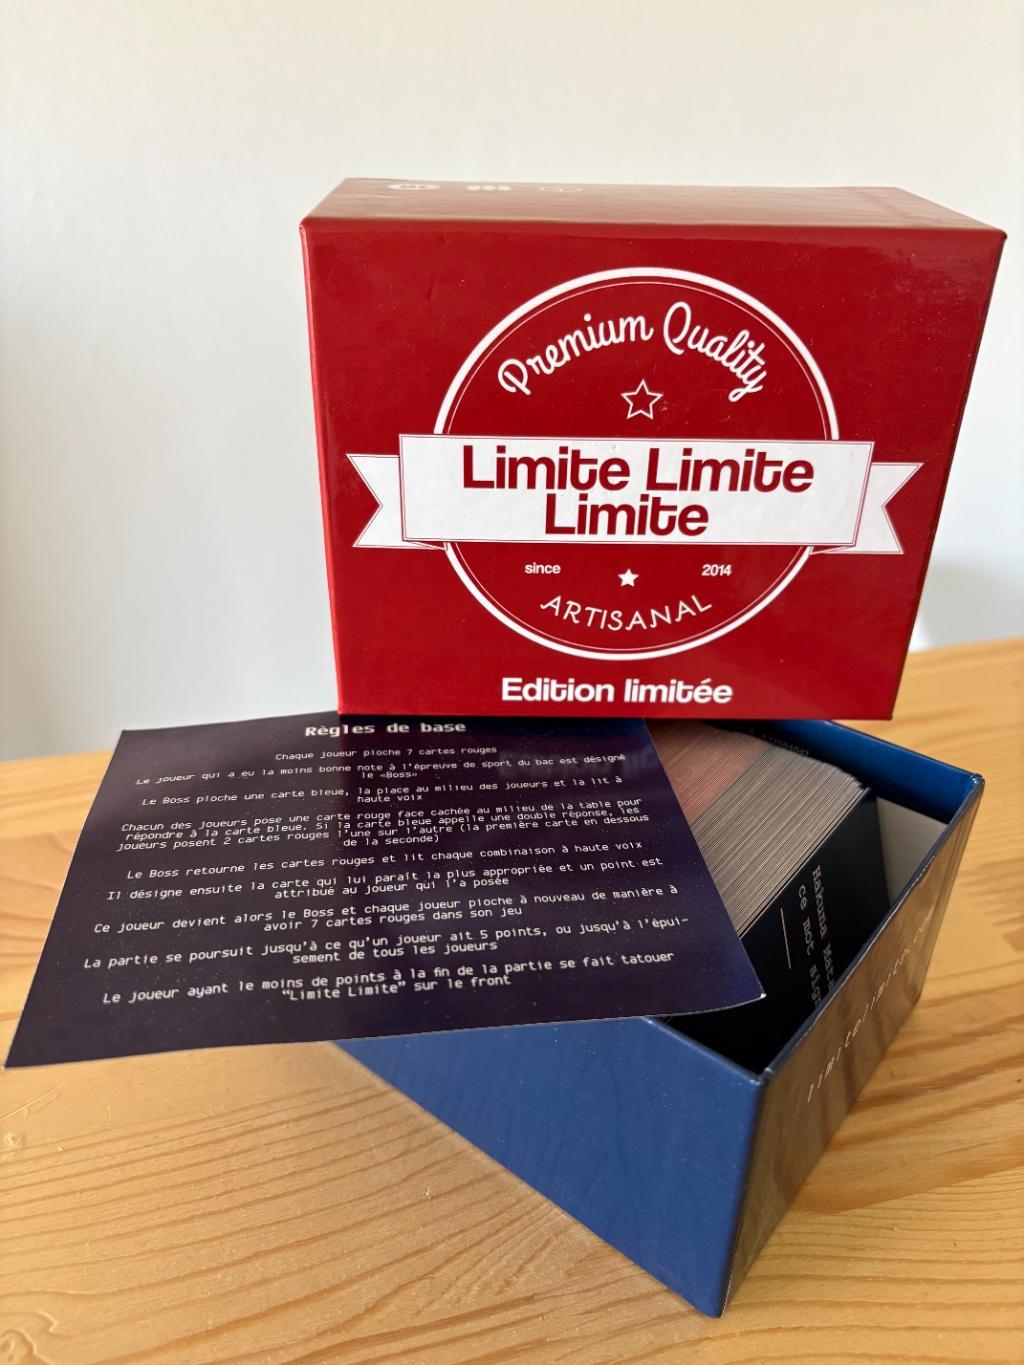 Premium Quality
Limite Limite
Limite
since 2014
ARTISANAL
Edition limitée
Règles de base
Chaque joueur pioche 7 cartes rouges
Le joueur qui a eu la moins bonne note à l'épreuve de sport du bac est désigné
le «Boss»
Le Boss pioche une carte bleue, la place au milieu des joueurs et la lit à
haute voix
Chacun des joueurs pose une carte rouge face cachée au milieu de la table pour
répondre à la carte bleue. Si la carte bleue appelle une double réponse, les
joueurs posent 2 cartes rouges l'une sur l'autre (la première carte en dessous
de la seconde)
Le Boss retourne les cartes rouges et lit chaque combinaison à haute voix
Il désigne ensuite la carte qui lui paraît la plus appropriée et un point est
attribué au joueur qui l'a posée
Ce joueur devient alors le Boss et chaque joueur pioche à nouveau de manière à
avoir 7 cartes rouges dans son jeu
La partie se poursuit jusqu'à ce qu'un joueur ait 5 points, ou jusqu'à l'épui-
sement de tous les joueurs
Le joueur ayant le moins de points à la fin de la partie se fait tatouer
"Limite Limite" sur le front
Hakuna Mata
ce mot sign
limitelimite